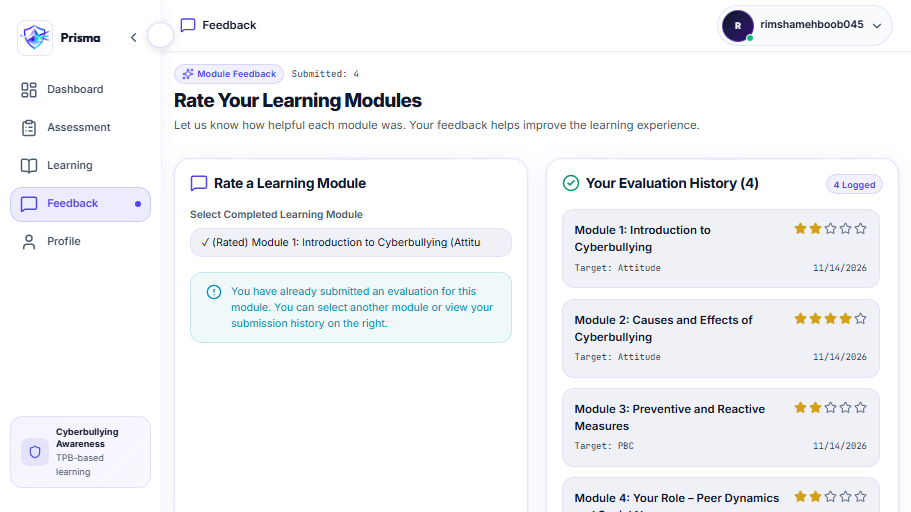 Prisma
Feedback
R
rimshamehboob045
Dashboard
Assessment
Learning
Feedback
Profile
Cyberbullying
Awareness
TPB-based
learning
Module Feedback
Submitted: 4
Rate Your Learning Modules
Let us know how helpful each module was. Your feedback helps improve the learning experience.
Rate a Learning Module
Select Completed Learning Module
✓ (Rated) Module 1: Introduction to Cyberbullying (Attitu
You have already submitted an evaluation for this
module. You can select another module or view your
submission history on the right.
Your Evaluation History (4)
4 Logged
Module 1: Introduction to
Cyberbullying
Target: Attitude
11/14/2026
Module 2: Causes and Effects of
Cyberbullying
Target: Attitude
11/14/2026
Module 3: Preventive and Reactive
Measures
Target: PBC
11/14/2026
Module 4: Your Role – Peer Dynamics